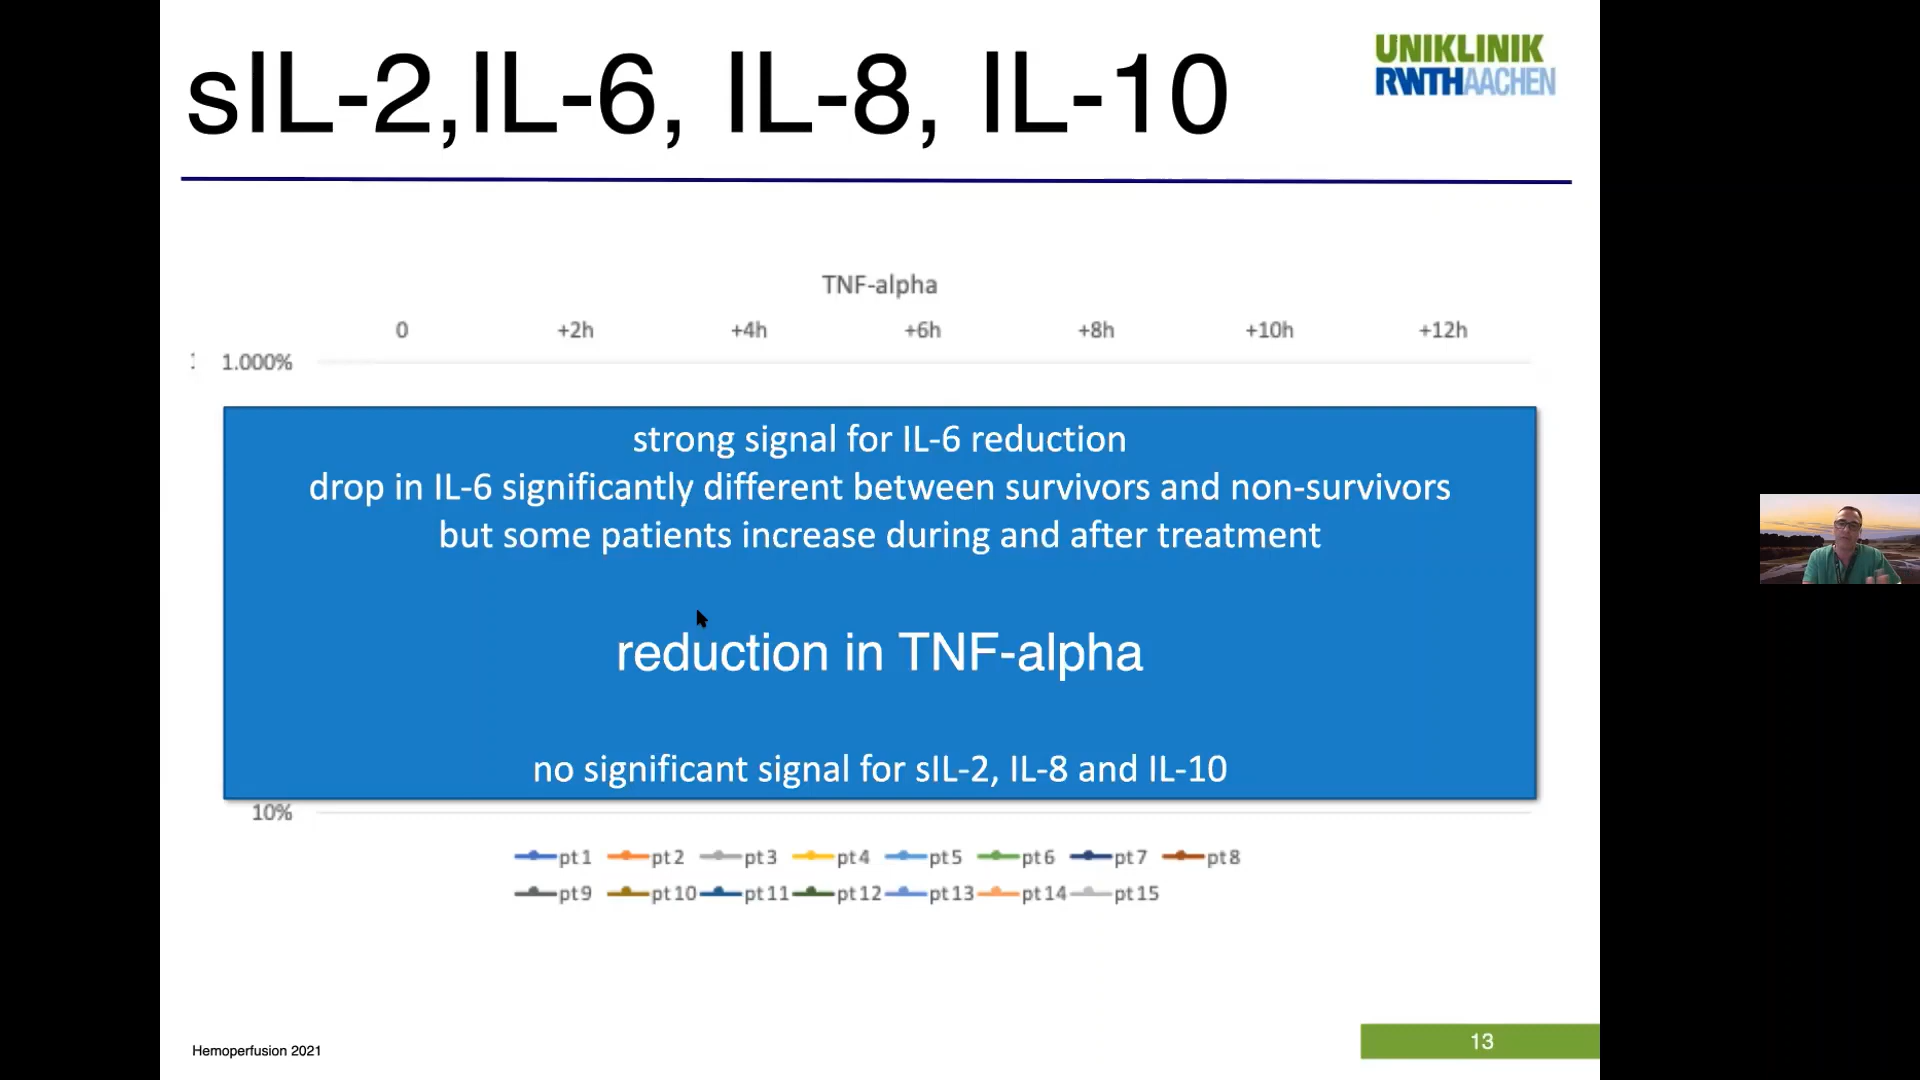 sIL-2,IL-6, IL-8, IL-10
UNIKLINIK
RWTHAACHEN
TNF-alpha
0 +2h +4h +6h +8h +10h +12h
1.000%
strong signal for IL-6 reduction
drop in IL-6 significantly different between survivors and non-survivors
but some patients increase during and after treatment
reduction in TNF-alpha
no significant signal for sIL-2, IL-8 and IL-10
10%
pt1 pt2 pt3 pt4 pt5 pt6 pt7 pt8
pt9 pt10 pt11 pt12 pt13 pt14 pt15
Hemoperfusion 2021
13